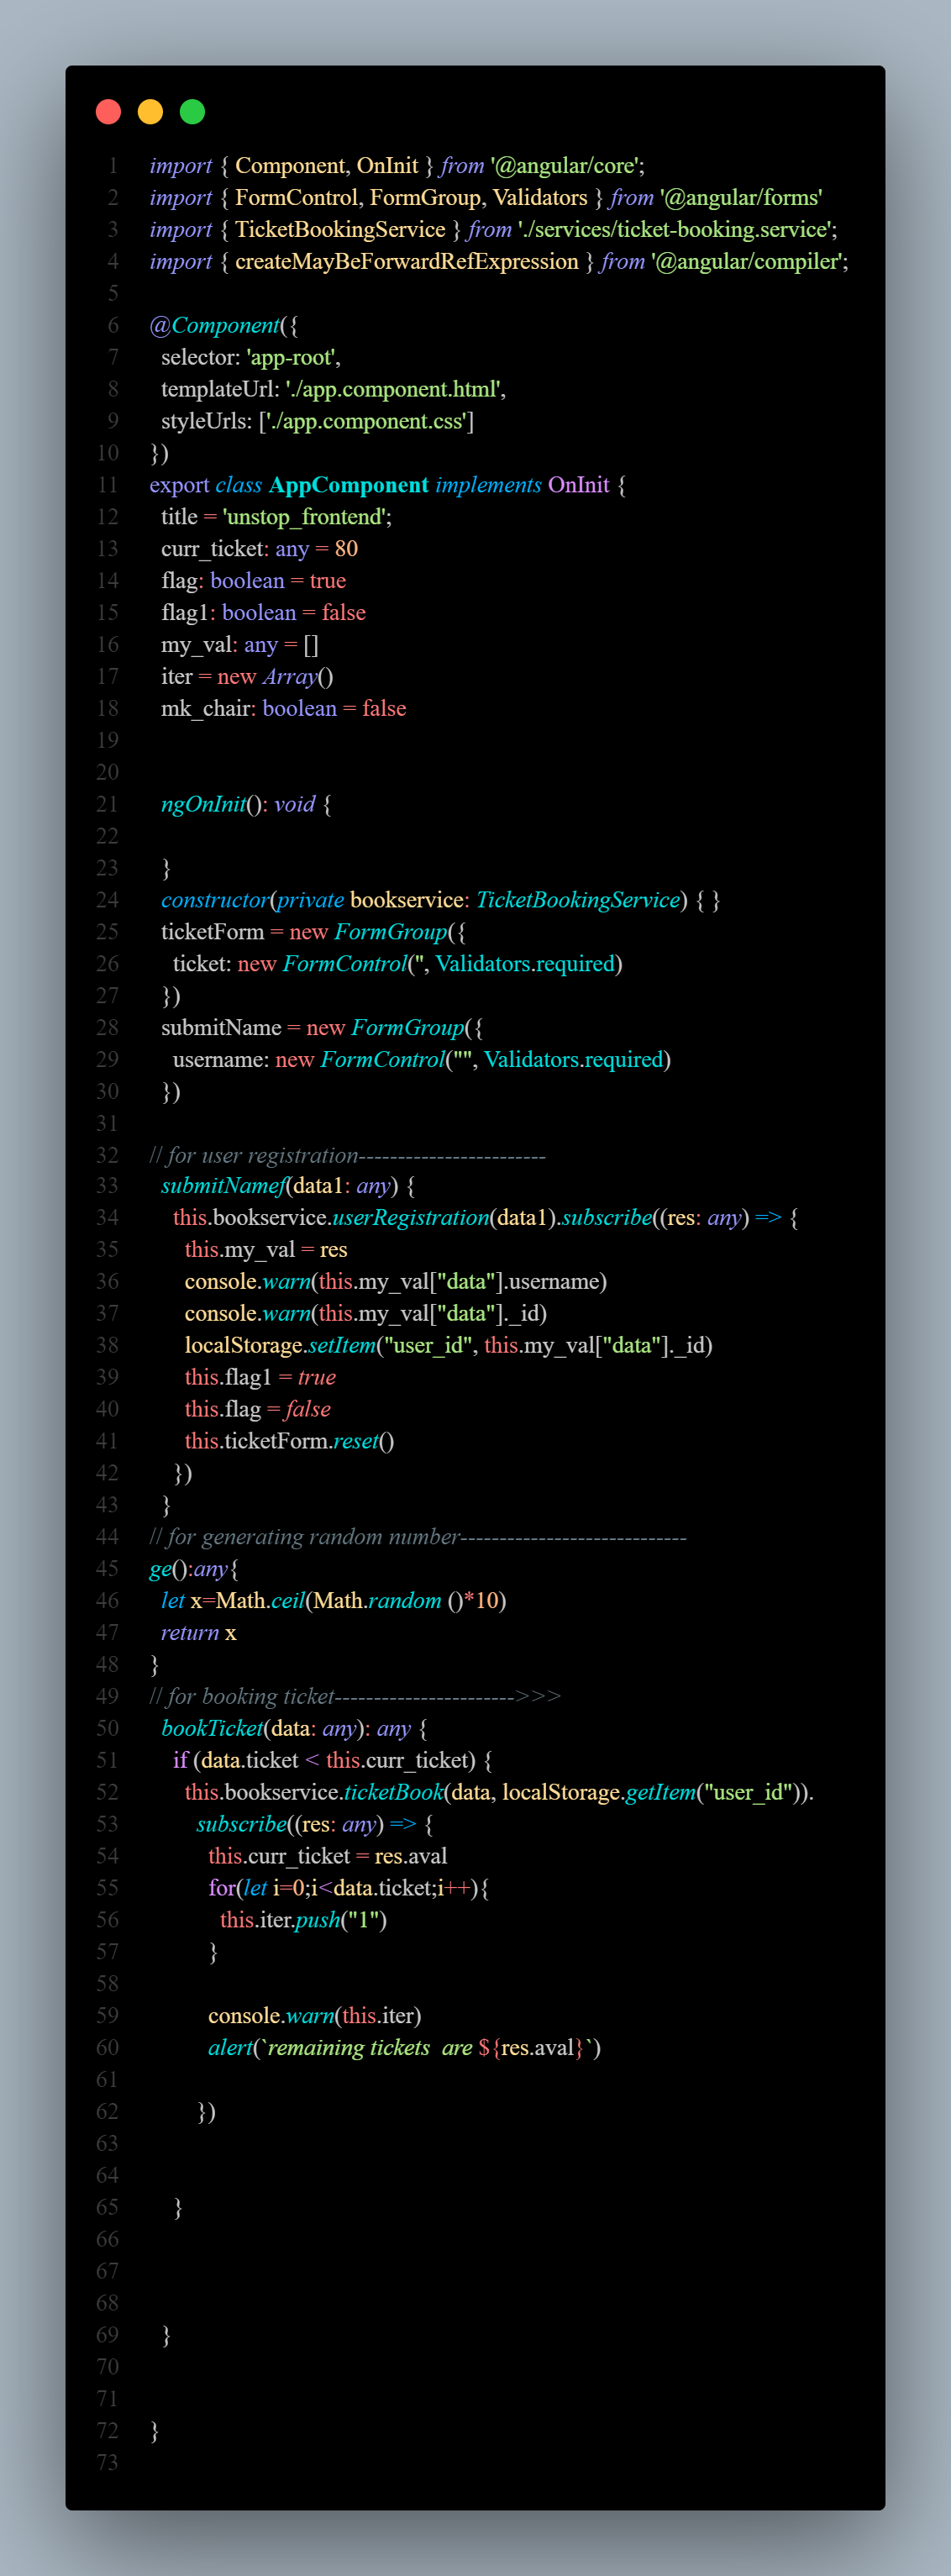 1 import { Component, OnInit } from '@angular/core';
2 import { FormControl, FormGroup, Validators } from '@angular/forms'
3 import { TicketBookingService } from './services/ticket-booking.service';
4 import { createMayBeForwardRefExpression } from '@angular/compiler';
5
6 @Component({
7   selector: 'app-root',
8   templateUrl: './app.component.html',
9   styleUrls: ['./app.component.css']
10 })
11 export class AppComponent implements OnInit {
12   title = 'unstop_frontend';
13   curr_ticket: any = 80
14   flag: boolean = true
15   flag1: boolean = false
16   my_val: any = []
17   iter = new Array()
18   mk_chair: boolean = false
19
20
21   ngOnInit(): void {
22
23   }
24   constructor(private bookservice: TicketBookingService) { }
25   ticketForm = new FormGroup({
26     ticket: new FormControl('', Validators.required)
27   })
28   submitName = new FormGroup({
29     username: new FormControl("", Validators.required)
30   })
31
32 // for user registration------------------------
33   submitNamef(data1: any) {
34     this.bookservice.userRegistration(data1).subscribe((res: any) => {
35       this.my_val = res
36       console.warn(this.my_val["data"].username)
37       console.warn(this.my_val["data"]._id)
38       localStorage.setItem("user_id", this.my_val["data"]._id)
39       this.flag1 = true
40       this.flag = false
41       this.ticketForm.reset()
42     })
43   }
44 // for generating random number-----------------------------
45 ge():any{
46   let x=Math.ceil(Math.random ()*10)
47   return x
48 }
49 // for booking ticket----------------------->>>
50   bookTicket(data: any): any {
51     if (data.ticket < this.curr_ticket) {
52       this.bookservice.ticketBook(data, localStorage.getItem("user_id")).
53         subscribe((res: any) => {
54           this.curr_ticket = res.aval
55           for(let i=0;i<data.ticket;i++){
56             this.iter.push("1")
57           }
58
59           console.warn(this.iter)
60           alert(`remaining tickets  are ${res.aval}`)
61
62         })
63
64
65     }
66
67
68
69   }
70
71
72 }
73